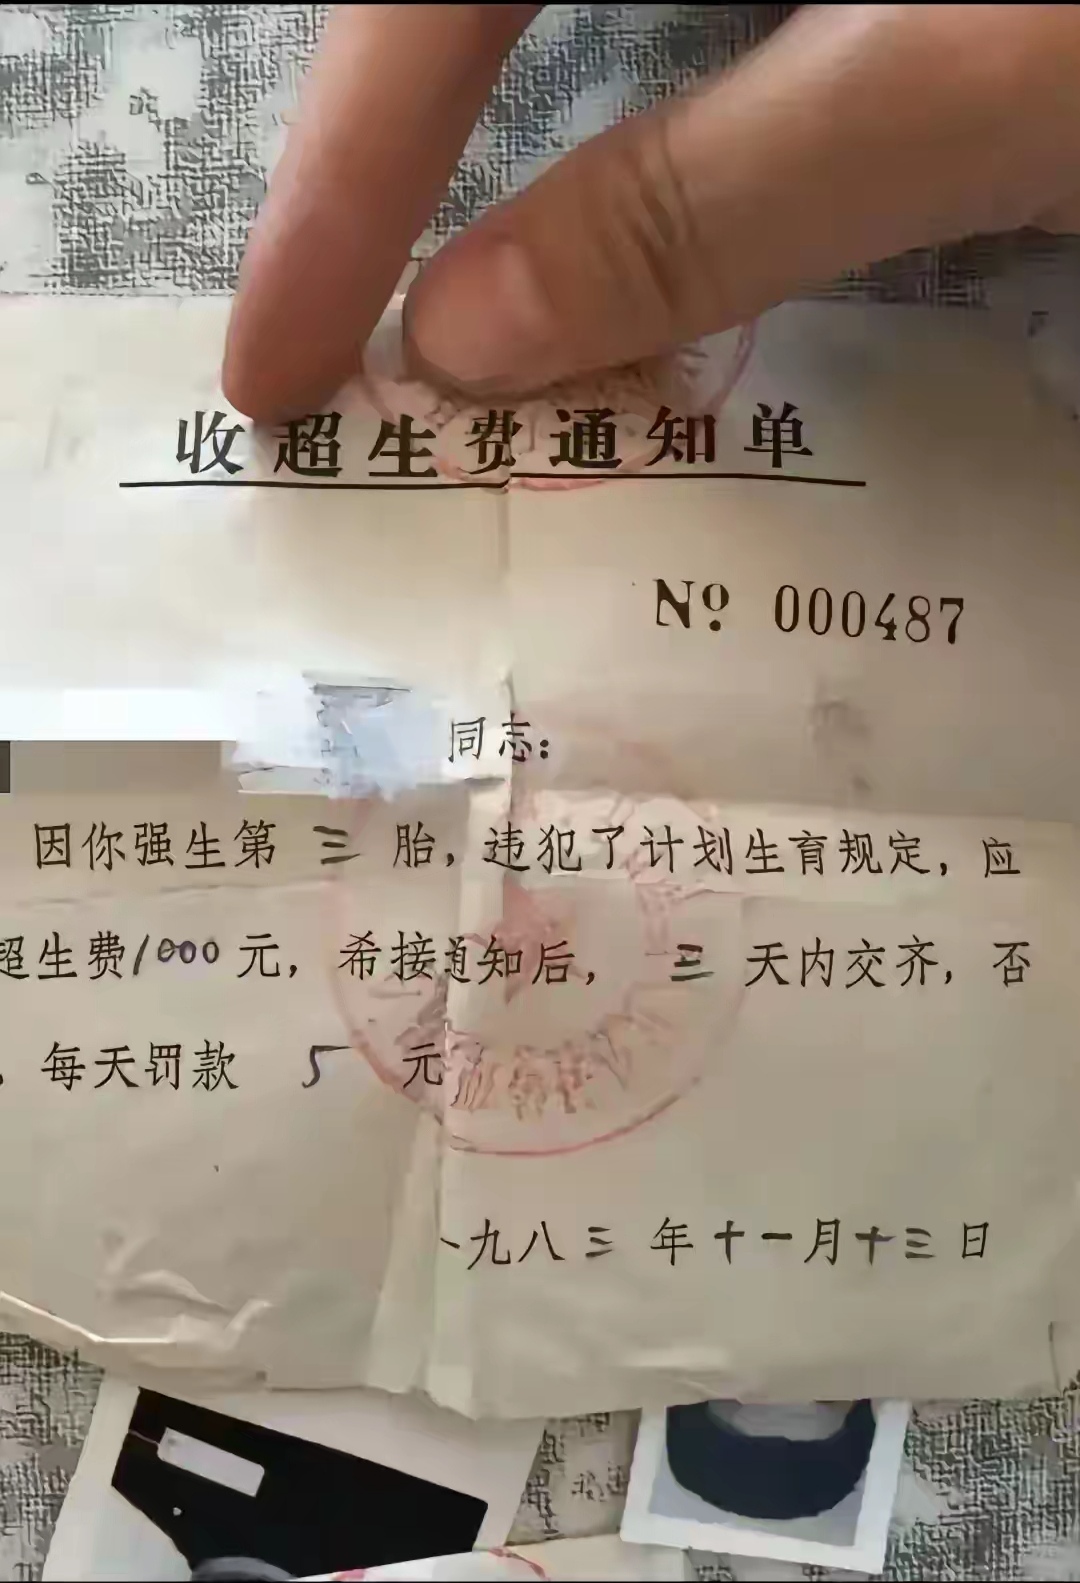 收超生费通知单
№ 000487
同志：
因你强生第 三 胎，违犯了计划生育规定，应
超生费1000元，希接通知后， 三 天内交齐，否
，每天罚款 5 元
一九八三 年十一月十三日